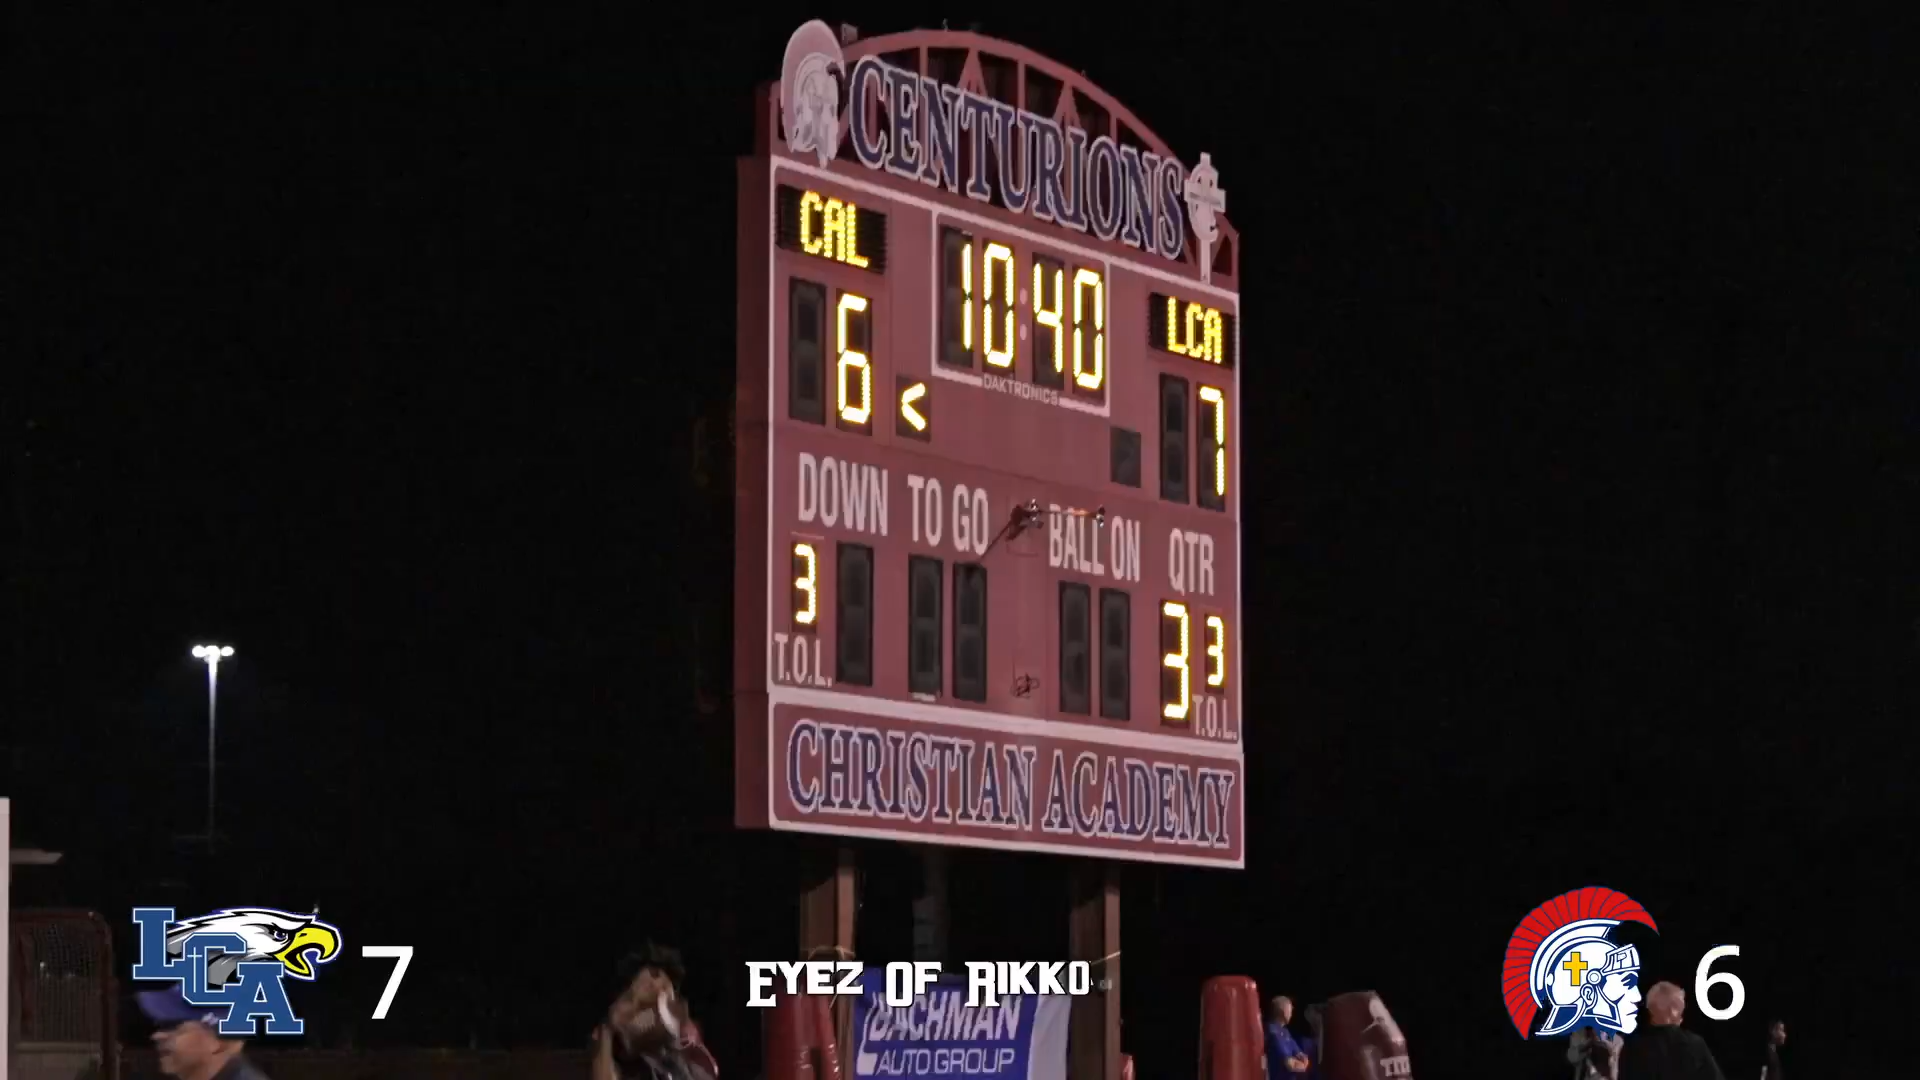 CENTURIONS
CAL
10:40
LCA
6 <
7
DAKTRONICS
DOWN TO GO BALL ON QTR
3
3 3
T.O.L.
T.O.L.
CHRISTIAN ACADEMY
LCA 7
EYEZ OF RIKKO
6
BACHMAN
AUTO GROUP